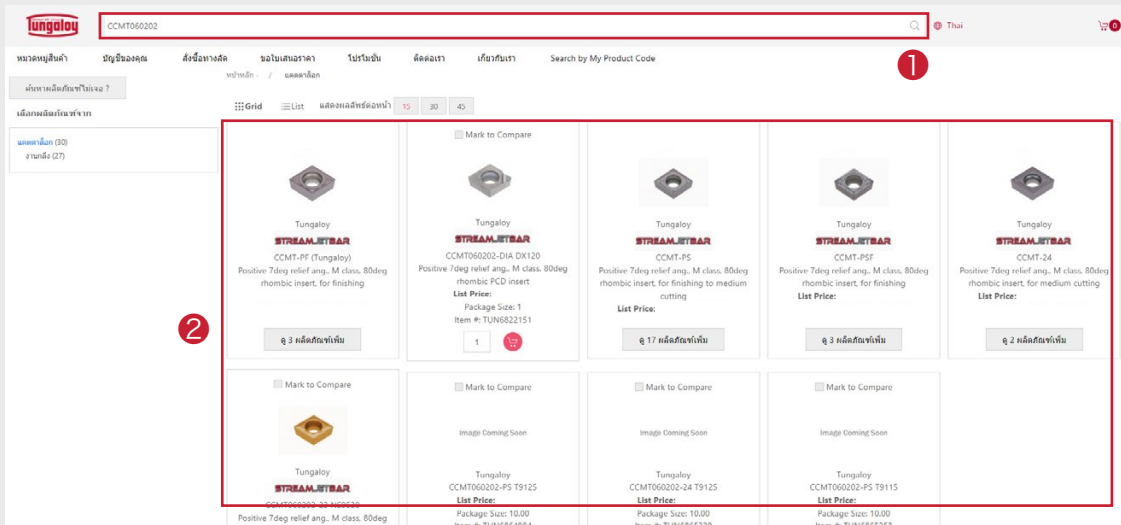 Tungaloy
CCMT060202
Thai
0
1
หมวดหมู่สินค้า บัญชีของคุณ สั่งซื้อทางลัด ขอใบเสนอราคา โปรโมชั่น ติดต่อเรา เกี่ยวกับเรา Search by My Product Code
หน้าหลัก - / แคตตาล็อก
ค้นหาผลิตภัณฑ์ไม่เจอ ?
Grid List แสดงผลลัพธ์ต่อหน้า 15 30 45
เลือกผลิตภัณฑ์จาก
แคตตาล็อก (30)
งานกลึง (27)
2
Tungaloy
STREAMJETBAR
CCMT-PF (Tungaloy)
Positive 7deg relief ang., M class, 80deg
rhombic insert, for finishing
ดู 3 ผลิตภัณฑ์เพิ่ม
Mark to Compare
Tungaloy
STREAMJETBAR
CCMT060202-DIA DX120
Positive 7deg relief ang., M class, 80deg
rhombic PCD insert
List Price:
Package Size: 1
Item #: TUN6822151
1
Tungaloy
STREAMJETBAR
CCMT-PS
Positive 7deg relief ang., M class, 80deg
rhombic insert, for finishing to medium
cutting
List Price:
ดู 17 ผลิตภัณฑ์เพิ่ม
Tungaloy
STREAMJETBAR
CCMT-PSF
Positive 7deg relief ang., M class, 80deg
rhombic insert, for finishing
List Price:
ดู 3 ผลิตภัณฑ์เพิ่ม
Tungaloy
STREAMJETBAR
CCMT-24
Positive 7deg relief ang., M class, 80deg
rhombic insert, for medium cutting
List Price:
ดู 2 ผลิตภัณฑ์เพิ่ม
Mark to Compare
Tungaloy
STREAMJETBAR
Positive 7deg relief ang., M class, 80deg
Mark to Compare
Image Coming Soon
Tungaloy
CCMT060202-PS T9125
List Price:
Package Size: 10.00
Mark to Compare
Image Coming Soon
Tungaloy
CCMT060202-24 T9125
List Price:
Package Size: 10.00
Mark to Compare
Image Coming Soon
Tungaloy
CCMT060202-PS T9115
List Price:
Package Size: 10.00